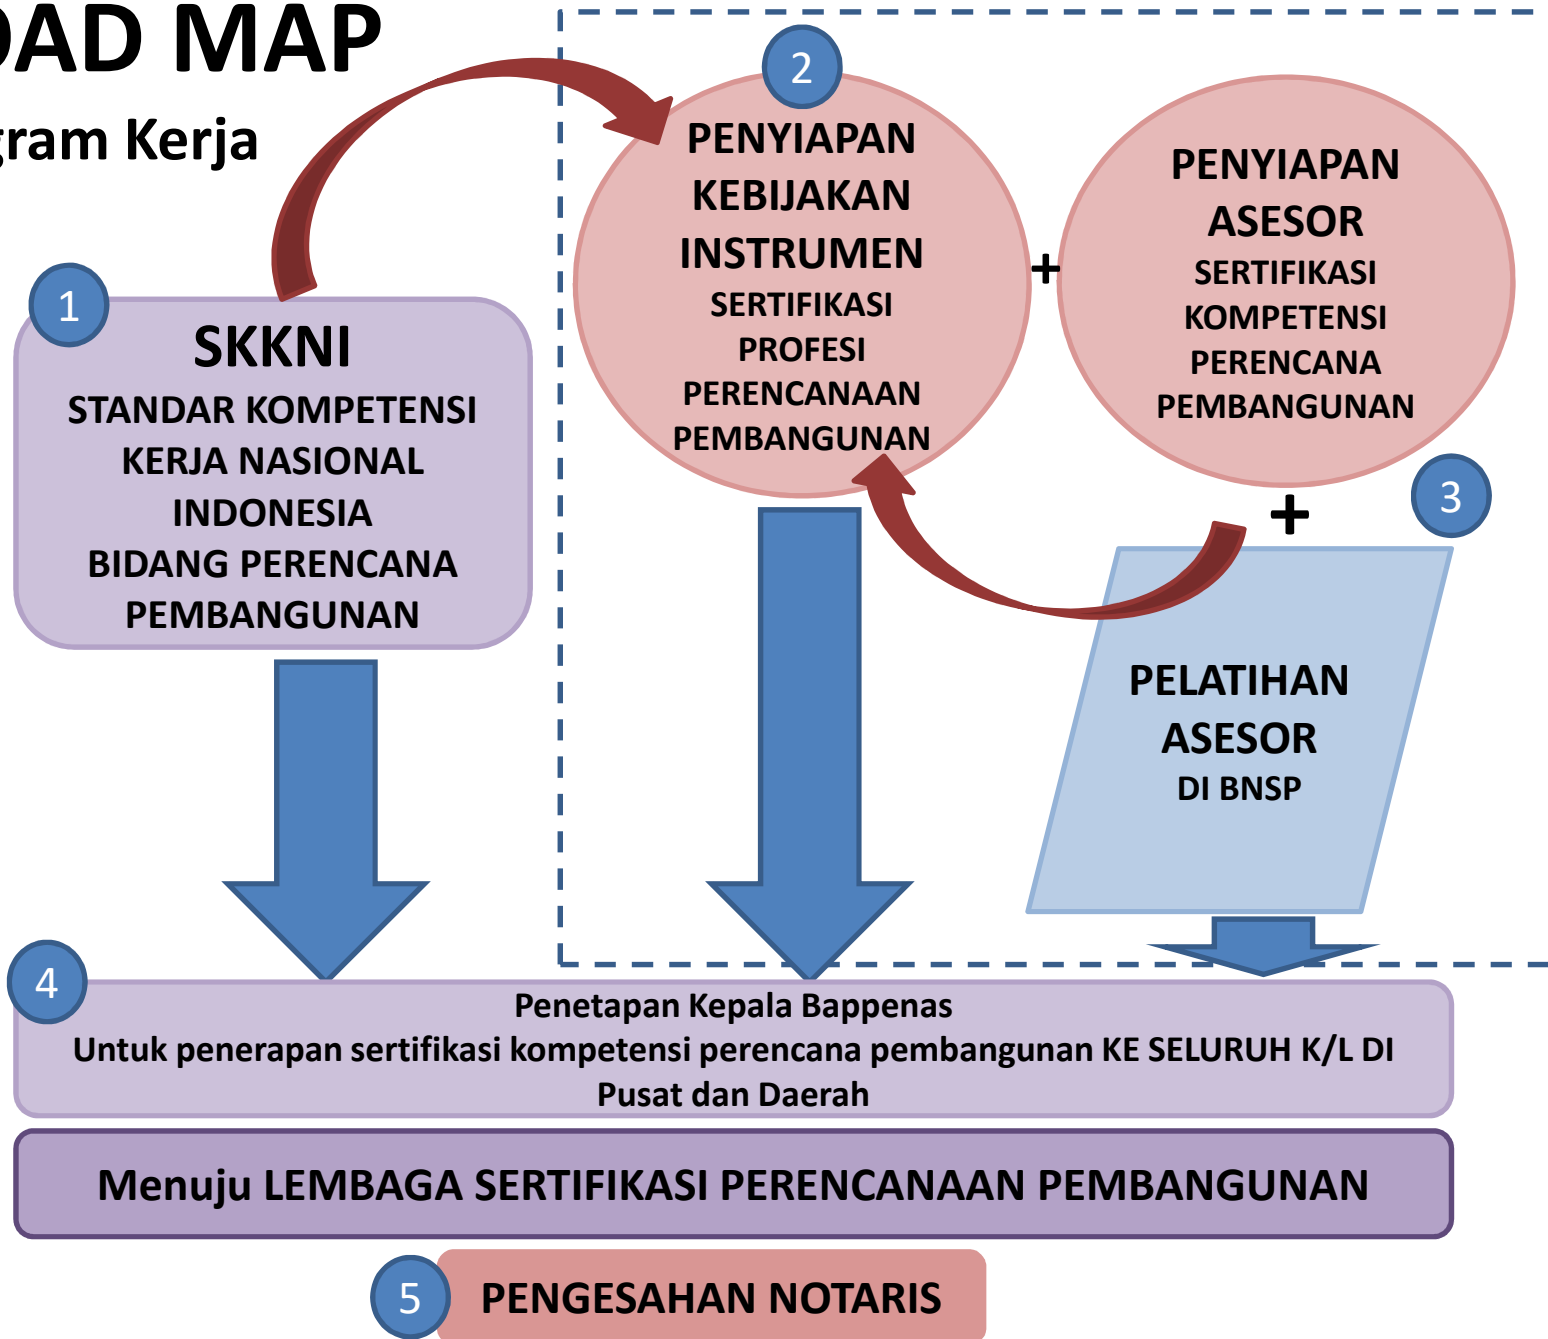 OAD MAP
gram Kerja
1
SKKNI
STANDAR KOMPETENSI
KERJA NASIONAL
INDONESIA
BIDANG PERENCANA
PEMBANGUNAN
2
PENYIAPAN
KEBIJAKAN
INSTRUMEN
SERTIFIKASI
PROFESI
PERENCANAAN
PEMBANGUNAN
+
PENYIAPAN
ASESOR
SERTIFIKASI
KOMPETENSI
PERENCANA
PEMBANGUNAN
3
+
PELATIHAN
ASESOR
DI BNSP
4
Penetapan Kepala Bappenas
Untuk penerapan sertifikasi kompetensi perencana pembangunan KE SELURUH K/L DI
Pusat dan Daerah
Menuju LEMBAGA SERTIFIKASI PERENCANAAN PEMBANGUNAN
5
PENGESAHAN NOTARIS